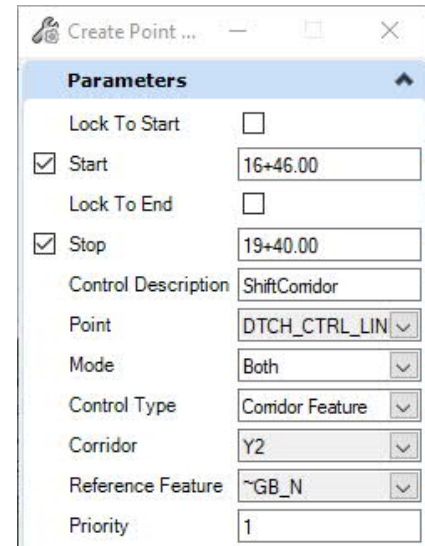 Create Point ...
Parameters
Lock To Start
Start 16+46.00
Lock To End
Stop 19+40.00
Control Description ShiftCorridor
Point DTCH_CTRL_LIN
Mode Both
Control Type Corridor Feature
Corridor Y2
Reference Feature ~GB_N
Priority 1